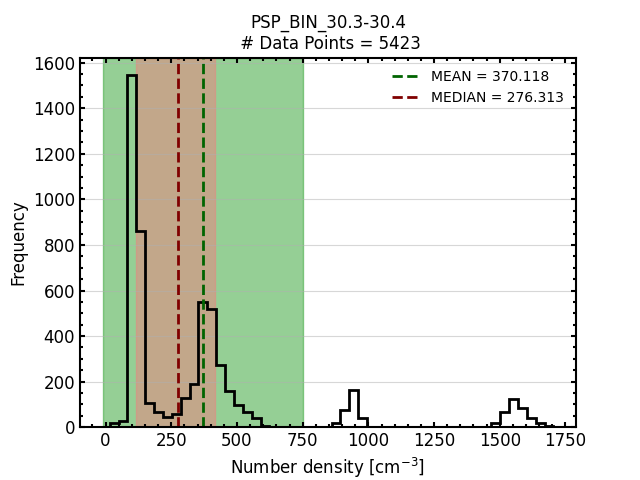 PSP_BIN_30.3-30.4
# Data Points = 5423
MEAN = 370.118
MEDIAN = 276.313
Frequency
1600
1400
1200
1000
800
600
400
200
0
0 250 500 750 1000 1250 1500 1750
Number density [cm⁻³]